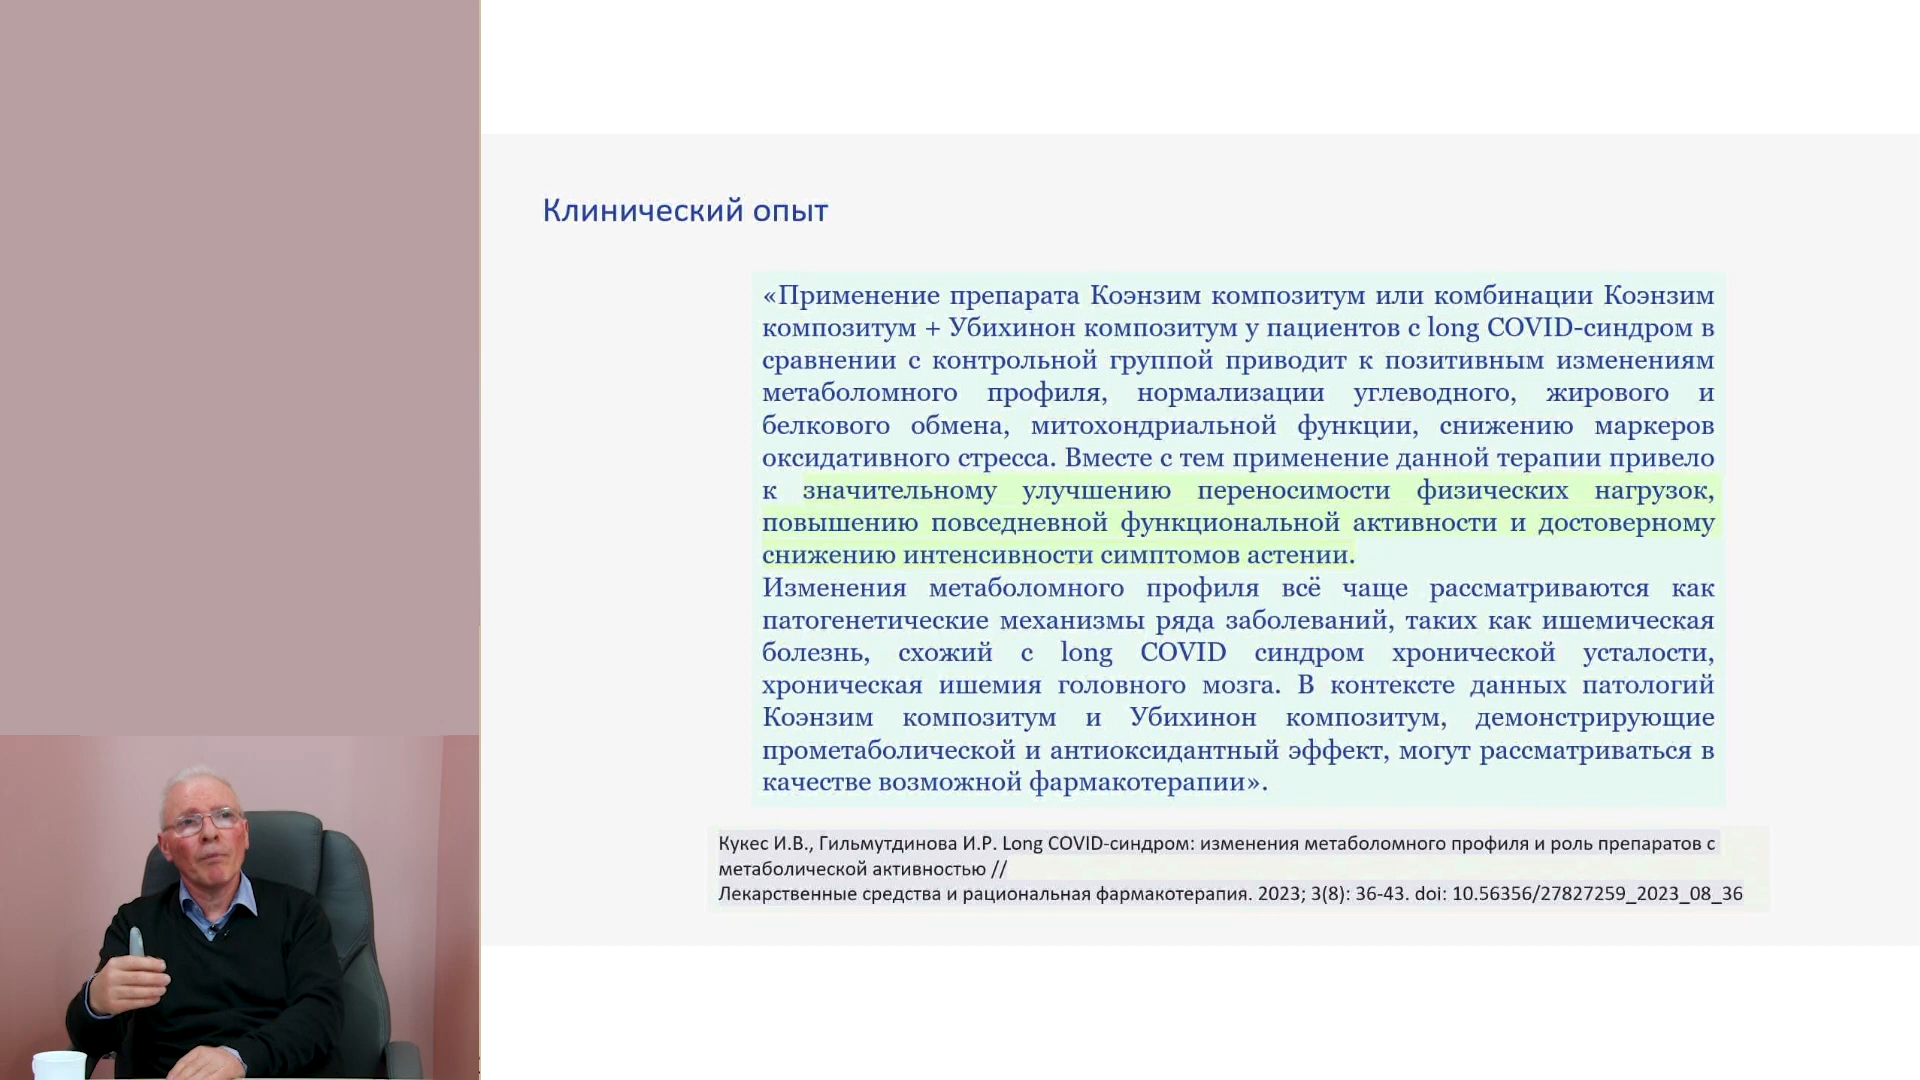 Клинический опыт
«Применение препарата Коэнзим композитум или комбинации Коэнзим
композитум + Убихинон композитум у пациентов с long COVID-синдром в
сравнении с контрольной группой приводит к позитивным изменениям
метаболомного профиля, нормализации углеводного, жирового и
белкового обмена, митохондриальной функции, снижению маркеров
оксидативного стресса. Вместе с тем применение данной терапии привело
к значительному улучшению переносимости физических нагрузок,
повышению повседневной функциональной активности и достоверному
снижению интенсивности симптомов астении.
Изменения метаболомного профиля всё чаще рассматриваются как
патогенетические механизмы ряда заболеваний, таких как ишемическая
болезнь, схожий с long COVID синдром хронической усталости,
хроническая ишемия головного мозга. В контексте данных патологий
Коэнзим композитум и Убихинон композитум, демонстрирующие
прометаболической и антиоксидантный эффект, могут рассматриваться в
качестве возможной фармакотерапии».
Кукес И.В., Гильмутдинова И.Р. Long COVID-синдром: изменения метаболомного профиля и роль препаратов с
метаболической активностью //
Лекарственные средства и рациональная фармакотерапия. 2023; 3(8): 36-43. doi: 10.56356/27827259_2023_08_36